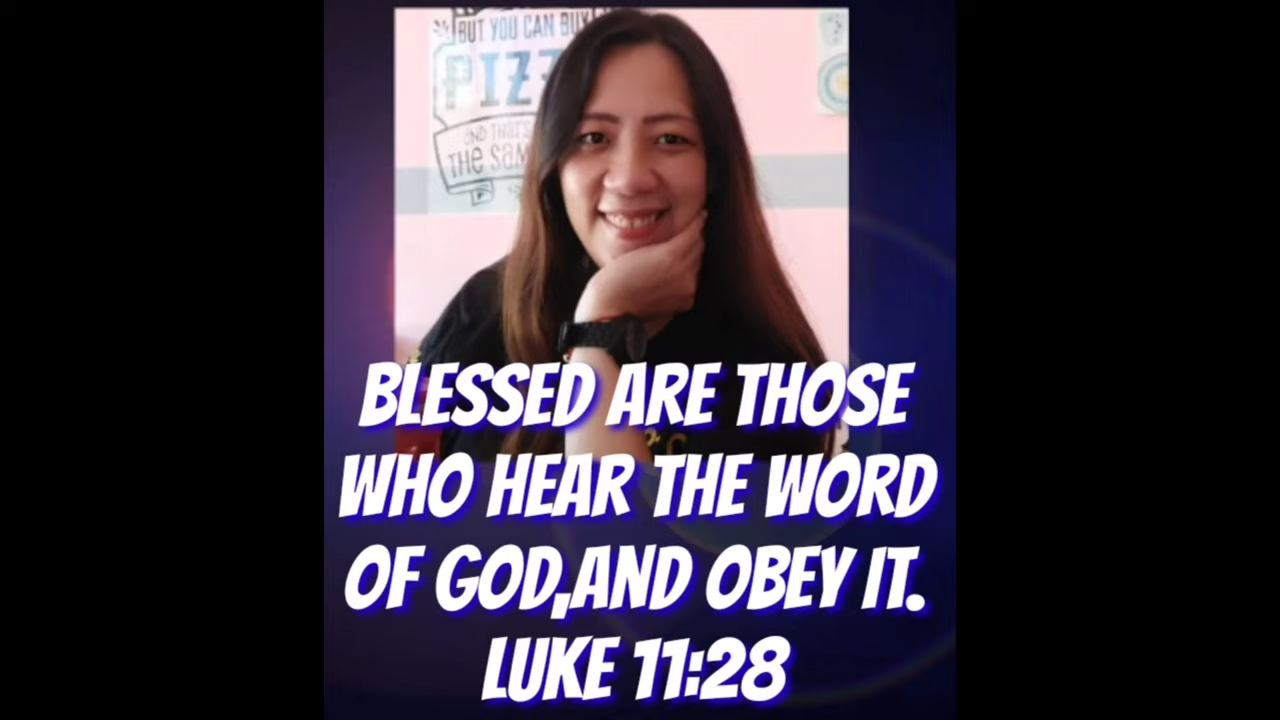 BUT YOU CAN BUY
PIZZ
AND THAT'S
THE SAM
BLESSED ARE THOSE
WHO HEAR THE WORD
OF GOD,AND OBEY IT.
LUKE 11:28